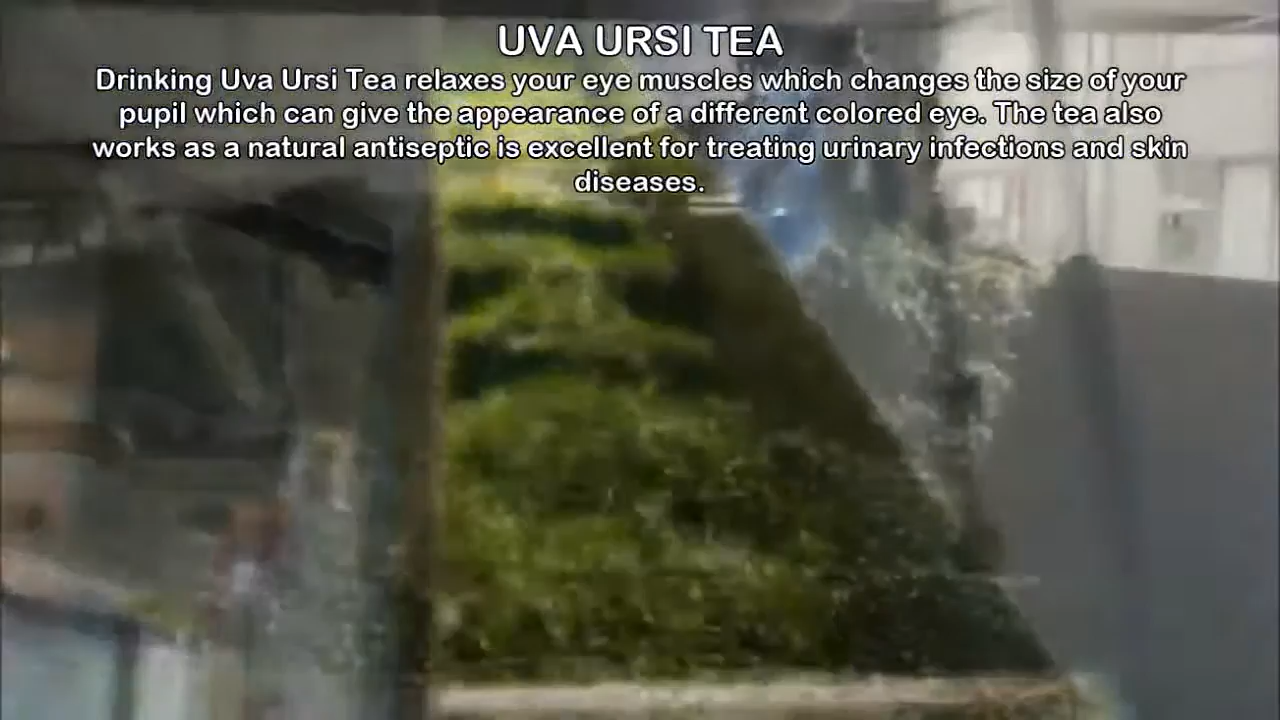 UVA URSI TEA
Drinking Uva Ursi Tea relaxes your eye muscles which changes the size of your
pupil which can give the appearance of a different colored eye. The tea also
works as a natural antiseptic is excellent for treating urinary infections and skin
diseases.